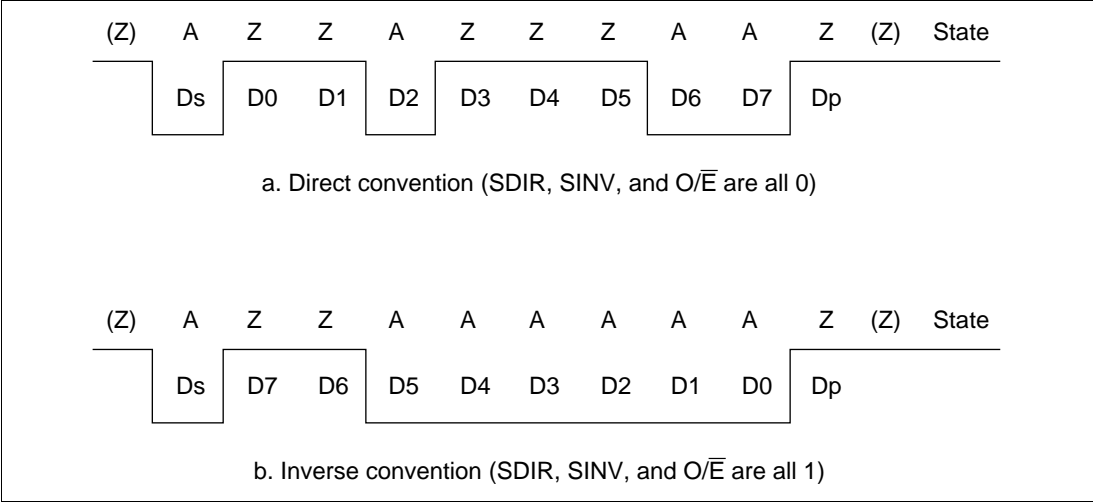 (Z) A Z Z A Z Z Z A A Z (Z) State
Ds D0 D1 D2 D3 D4 D5 D6 D7 Dp
a. Direct convention (SDIR, SINV, and O/E̅ are all 0)
(Z) A Z Z A A A A A A Z (Z) State
Ds D7 D6 D5 D4 D3 D2 D1 D0 Dp
b. Inverse convention (SDIR, SINV, and O/E̅ are all 1)